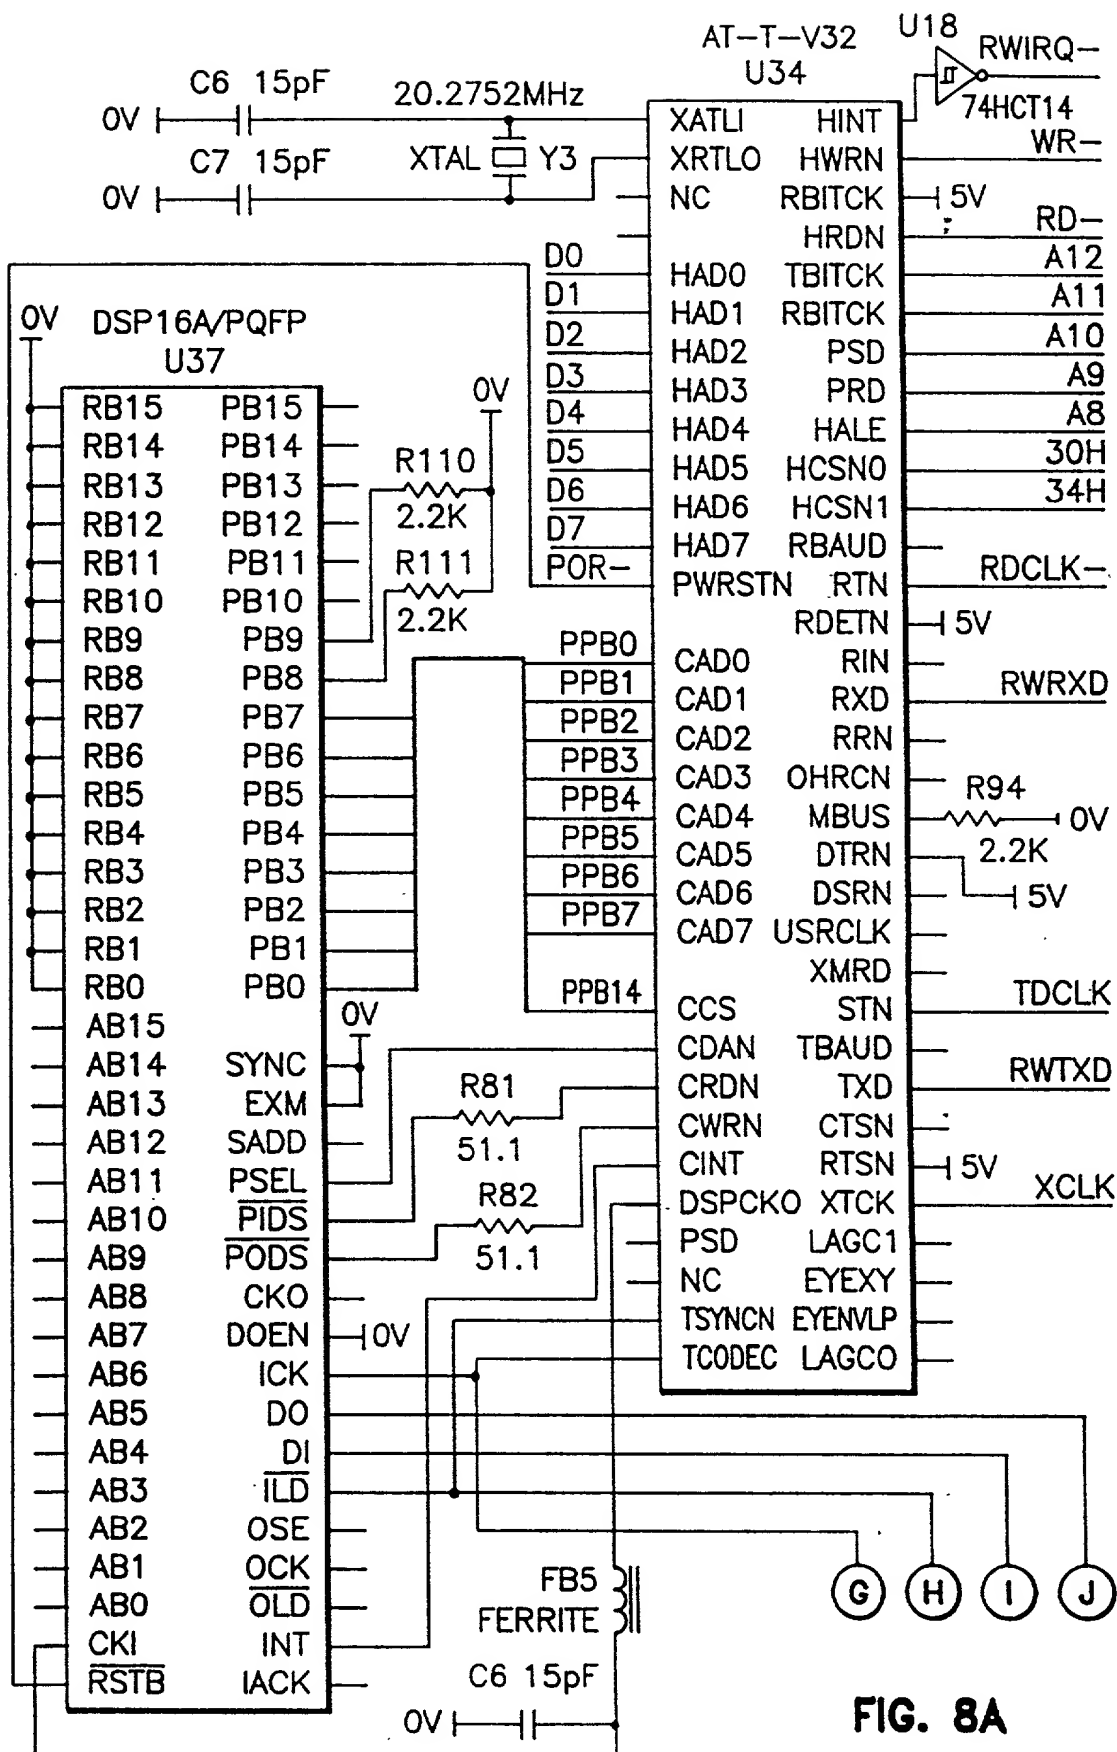 AT-T-V32
U34
U18
RWIRQ-
74HCT14
C6 15pF
0V
20.2752MHz
C7 15pF
0V
XTAL
Y3
XATLI HINT
XRTLO HWRN WR-
NC RBITCK 5V
HRDN RD-
D0 HAD0 TBITCK A12
D1 HAD1 RBITCK A11
D2 HAD2 PSD A10
D3 HAD3 PRD A9
D4 HAD4 HALE A8
D5 HAD5 HCSN0 30H
D6 HAD6 HCSN1 34H
D7 HAD7 RBAUD
POR- PWRSTN RTN RDCLK-
RDETN 5V
PPB0 CAD0 RIN
PPB1 CAD1 RXD RWRXD
PPB2 CAD2 RRN
PPB3 CAD3 OHRCN
PPB4 CAD4 MBUS R94 2.2K 0V
PPB5 CAD5 DTRN
PPB6 CAD6 DSRN 5V
PPB7 CAD7 USRCLK
XMRD
PPB14 CCS STN TDCLK
CDAN TBAUD
CRDN TXD RWTXD
CWRN CTSN
CINT RTSN 5V
DSPCKO XTCK XCLK
PSD LAGC1
NC EYEXY
TSYNCN EYENVLP
TCODEC LAGCO
0V
DSP16A/PQFP
U37
RB15 PB15
RB14 PB14
RB13 PB13
RB12 PB12
RB11 PB11
RB10 PB10
RB9 PB9
RB8 PB8
RB7 PB7
RB6 PB6
RB5 PB5
RB4 PB4
RB3 PB3
RB2 PB2
RB1 PB1
RB0 PB0
AB15
AB14 SYNC
AB13 EXM
AB12 SADD
AB11 PSEL
AB10 PIDS
AB9 PODS
AB8 CKO
AB7 DOEN 0V
AB6 ICK
AB5 DO
AB4 DI
AB3 ILD
AB2 OSE
AB1 OCK
AB0 OLD
CKI INT
RSTB IACK
0V
R110
2.2K
R111
2.2K
0V
R81
51.1
R82
51.1
FB5
FERRITE
C6 15pF
0V
G H I J
FIG. 8A